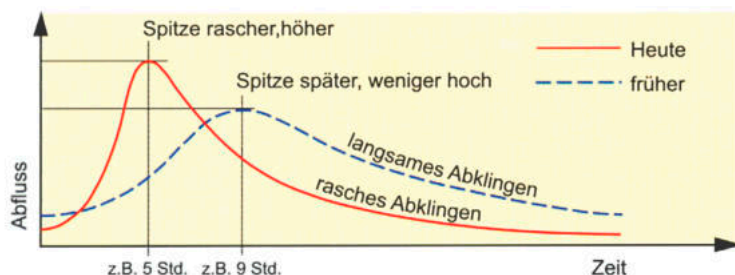 Spitze rascher,höher
Heute
Spitze später, weniger hoch
früher
langsames Abklingen
rasches Abklingen
Abfluss
z.B. 5 Std.
z.B. 9 Std.
Zeit